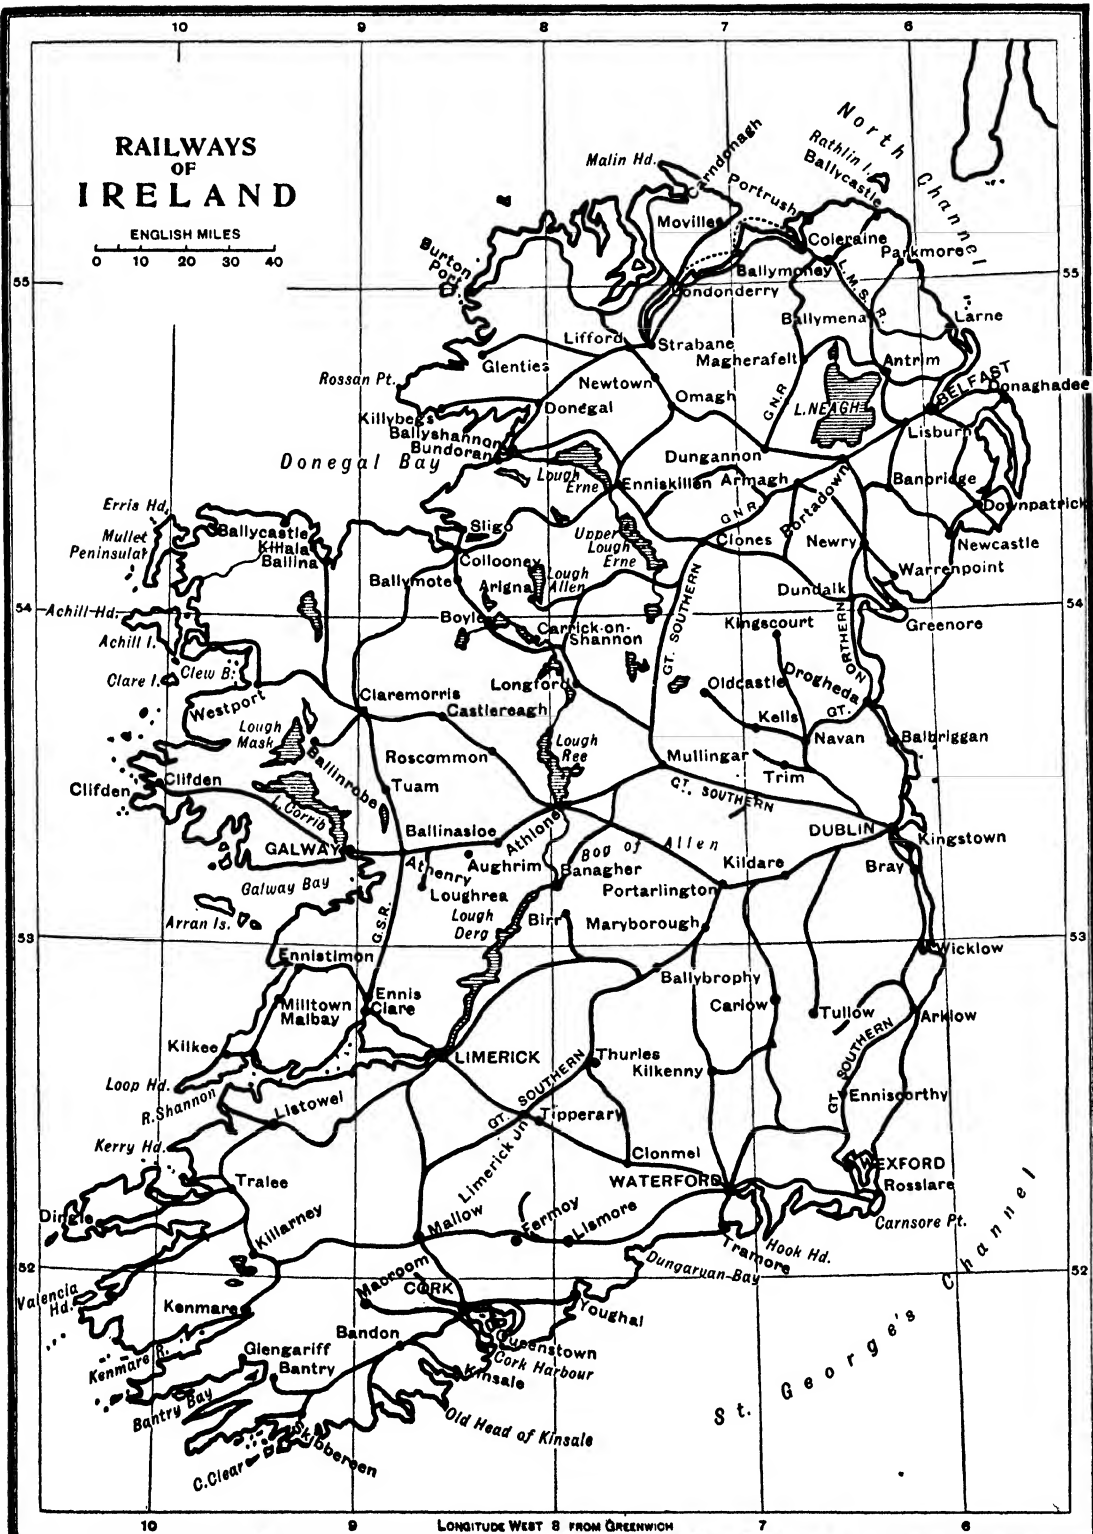 10 9 8 7 6
RAILWAYS
OF
IRELAND
ENGLISH MILES
0 10 20 30 40
North Channel
Rathlin I.
Ballycastle
Malin Hd.
Carndonagh
Portrush
Moville
Coleraine
Parkmore
Burton
Port
55
55
Ballymoney
L.M.S.R.
Londonderry
Ballymena
Larne
Lifford
Strabane
Magherafelt
Antrim
Glenties
Rossan Pt.
Newtown
BELFAST
Donaghadee
Omagh
G.N.R.
L.NEAGH
Killybegs
Donegal
Lisburn
Ballyshannon
Bundoran
Donegal Bay
Dungannon
Lough
Erne
Enniskillen
Armagh
Banbridge
Portadown
Downpatrick
Erris Hd.
Mullet
Peninsula
Ballycastle
Killala
Ballina
Sligo
G.N.R.
Upper
Lough
Erne
Clones
Newry
Newcastle
Collooney
Warrenpoint
Ballymote
Arigna
Lough
Allen
Dundalk
54
54
Achill Hd.
Boyle
Carrick-on-
Shannon
GT. SOUTHERN
Kingscourt
Greenore
Achill I.
Clare I.
Clew B.
Longford
Oldcastle
Drogheda
GT. NORTHERN
Westport
Claremorris
Castlereagh
Kells
Lough
Mask
Lough
Ree
Navan
Balbriggan
Roscommon
Mullingar
Trim
Clifden
Clifden
Ballinrobe
Tuam
GT. SOUTHERN
L. Corrib
Ballinasloe
Athlone
DUBLIN
Kingstown
GALWAY
Athenry
Aughrim
Bog of Allen
Kildare
Bray
Banagher
Galway Bay
Loughrea
Portarlington
Arran Is.
G.S.R.
Lough
Derg
Birr
Maryborough
53
53
Wicklow
Ennistimon
Ballybrophy
Ennis
Clare
Milltown
Malbay
Carlow
Tullow
Arklow
Kilkee
LIMERICK
Thurles
Kilkenny
GT. SOUTHERN
Loop Hd.
R. Shannon
GT. SOUTHERN
Enniscorthy
Listowel
Tipperary
Limerick Jn.
Kerry Hd.
Clonmel
WEXFORD
Tralee
WATERFORD
Rosslare
Dingle
Killarney
Mallow
Fermoy
Lismore
Carnsore Pt.
Tramore
Hook Hd.
Dungarvan Bay
52
52
Valencia
Hd.
Macroom
CORK
Kenmare
Youghal
Bandon
Queenstown
Cork Harbour
Kenmare R.
Glengariff
Bantry
Kinsale
Bantry Bay
Old Head of Kinsale
Skibbereen
C. Clear
St. George's Channel
10 9 LONGITUDE WEST 8 FROM GREENWICH 7 6